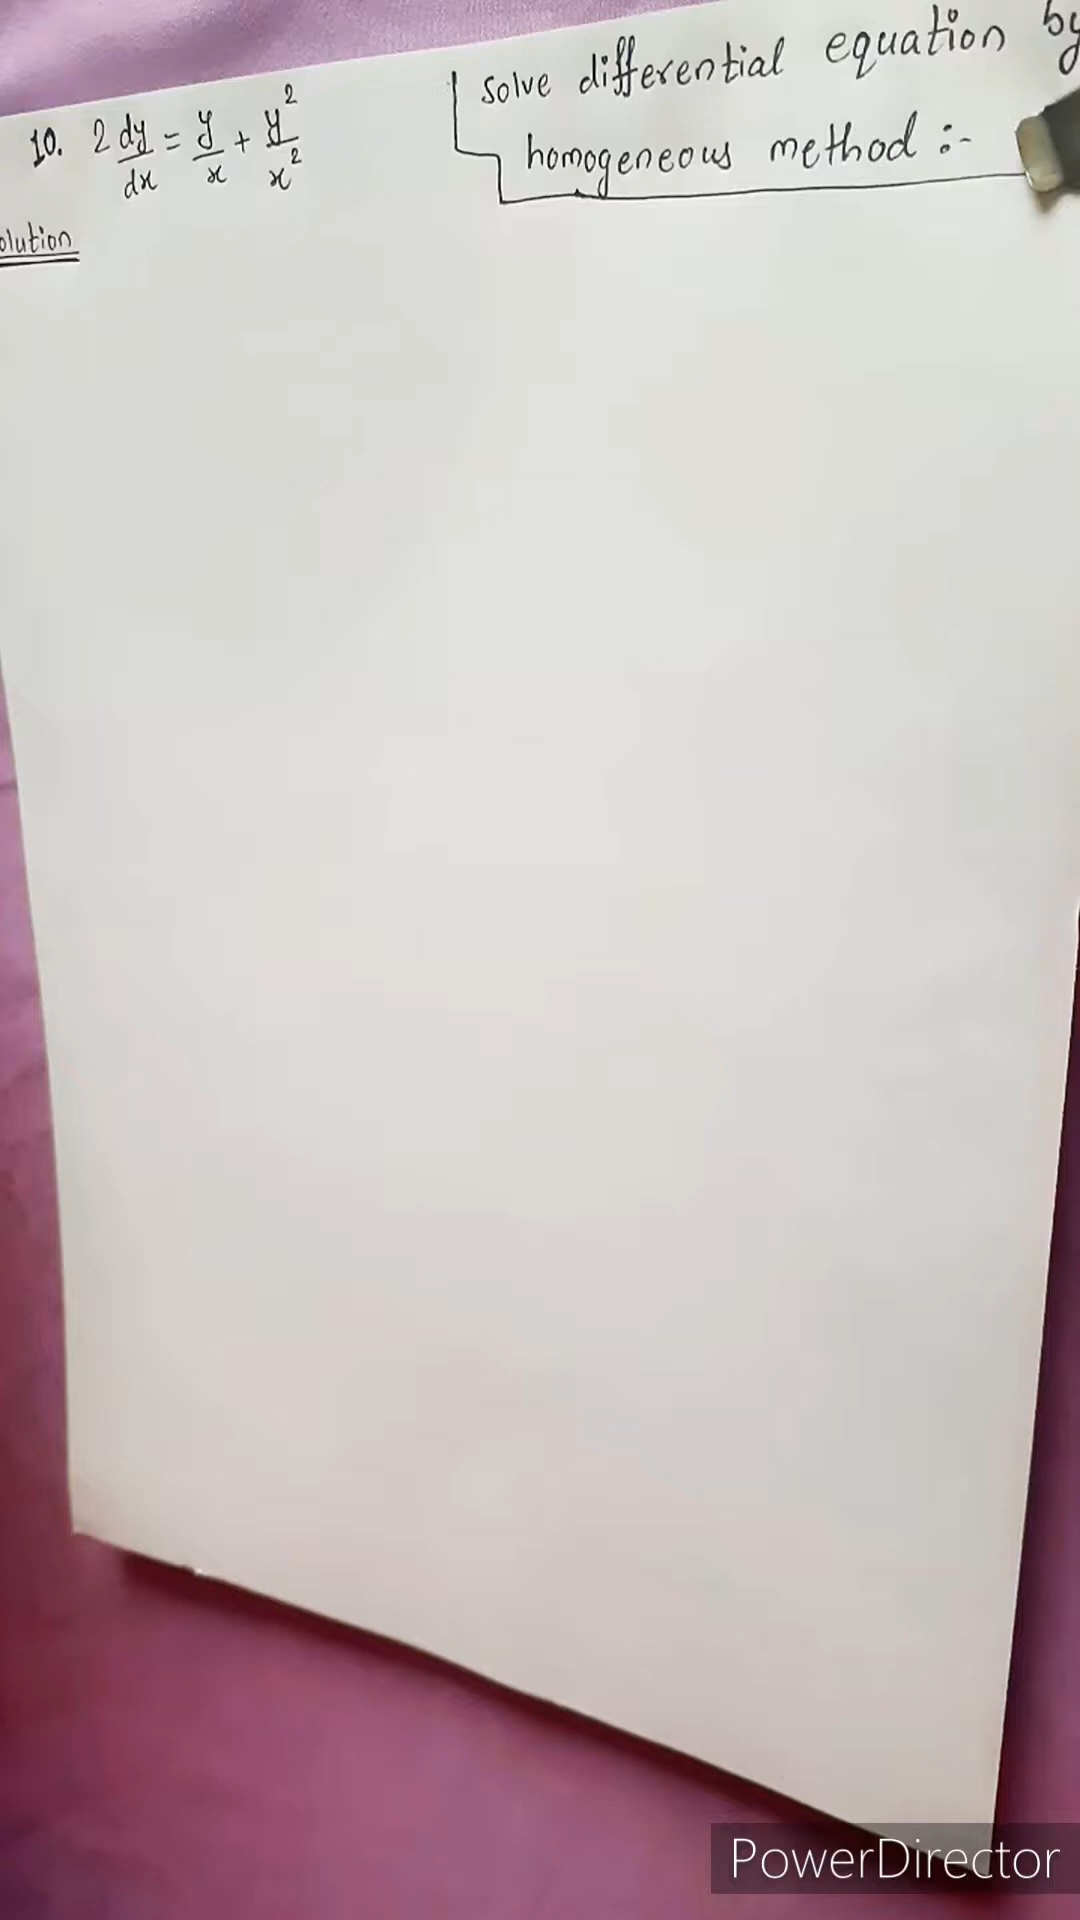 solve differential equation by
homogeneous method :-
10. 2 dy/dx = y/x + y²/x²
olution
PowerDirector